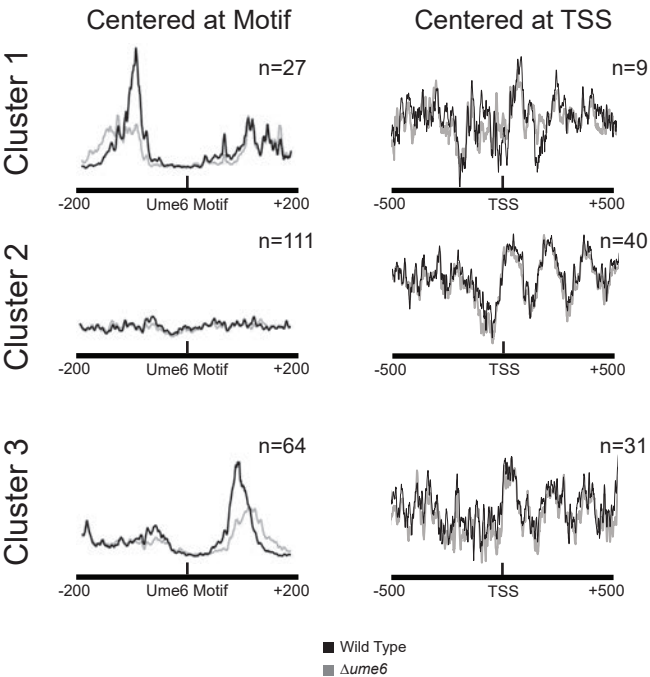 Centered at Motif
Centered at TSS
Cluster 1
n=27
n=9
-200
Ume6 Motif
+200
-500
TSS
+500
Cluster 2
n=111
n=40
-200
Ume6 Motif
+200
-500
TSS
+500
Cluster 3
n=64
n=31
-200
Ume6 Motif
+200
-500
TSS
+500
Wild Type
Δume6